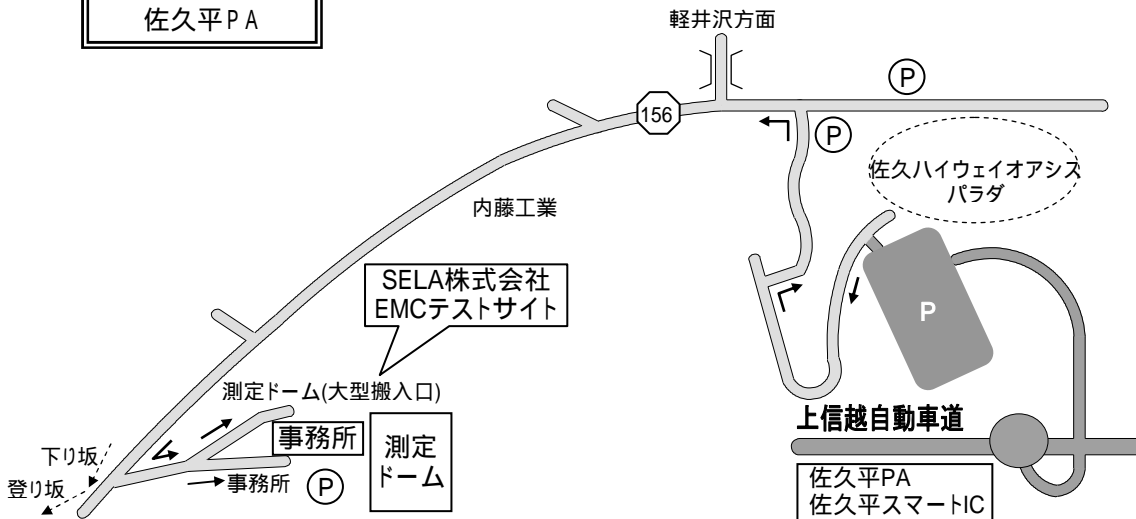 佐久平PA
軽井沢方面
P
156
P
佐久ハイウェイオアシス
パラダ
内藤工業
SELA株式会社
EMCテストサイト
P
測定ドーム(大型搬入口)
上信越自動車道
事務所
測定
ドーム
下り坂
登り坂
事務所
P
佐久平PA
佐久平スマートIC